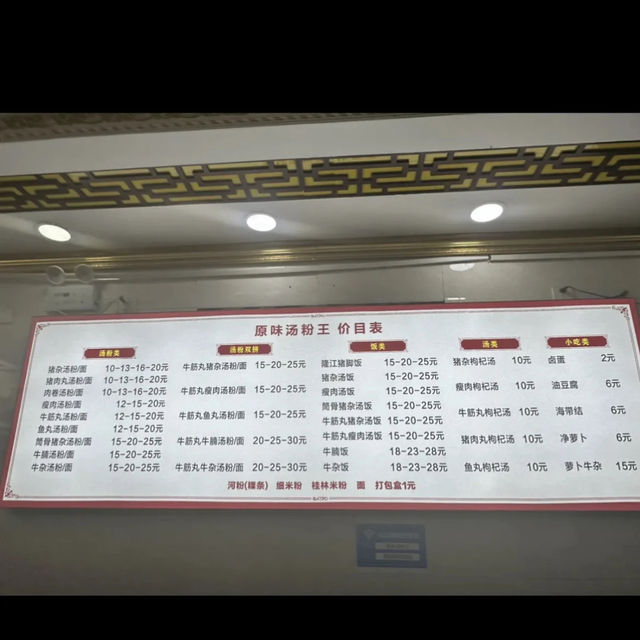 原味汤粉王 价目表
汤粉类
猪杂汤粉/面 10-13-16-20元
猪肉丸汤粉/面 10-13-16-20元
肉卷汤粉/面 10-13-16-20元
瘦肉汤粉/面 12-15-20元
牛筋丸汤粉/面 12-15-20元
鱼丸汤粉/面 12-15-20元
筒骨猪杂汤粉/面 15-20-25元
牛腩汤粉/面 15-20-25元
牛杂汤粉/面 15-20-25元
汤粉双拼
牛筋丸猪杂汤粉/面 15-20-25元
牛筋丸瘦肉汤粉/面 15-20-25元
牛筋丸鱼丸汤粉/面 15-20-25元
牛筋丸牛腩汤粉/面 20-25-30元
牛筋丸牛杂汤粉/面 20-25-30元
饭类
隆江猪脚饭 15-20-25元
猪杂汤饭 15-20-25元
瘦肉汤饭 15-20-25元
筒骨猪杂汤饭 15-20-25元
牛筋丸猪杂汤饭 15-20-25元
牛筋丸瘦肉汤饭 15-20-25元
牛腩饭 18-23-28元
牛杂饭 18-23-28元
汤类
猪杂枸杞汤 10元
瘦肉枸杞汤 10元
牛筋丸枸杞汤 10元
猪肉丸枸杞汤 10元
鱼丸枸杞汤 10元
小吃类
卤蛋 2元
油豆腐 6元
海带结 6元
净萝卜 6元
萝卜牛杂 15元
河粉(粿条) 细米粉 桂林米粉 面 打包盒1元